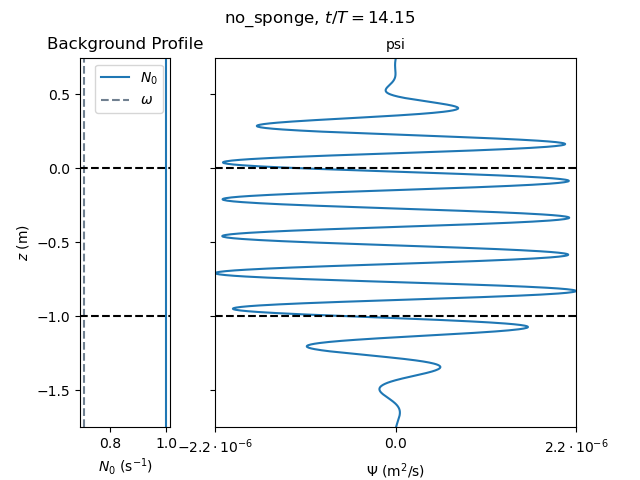 no_sponge, t/T = 14.15
Background Profile
psi
N₀
ω
0.5
0.0
−0.5
−1.0
−1.5
z (m)
0.8
1.0
−2.2 · 10⁻⁶
0.0
2.2 · 10⁻⁶
N₀ (s⁻¹)
Ψ (m²/s)